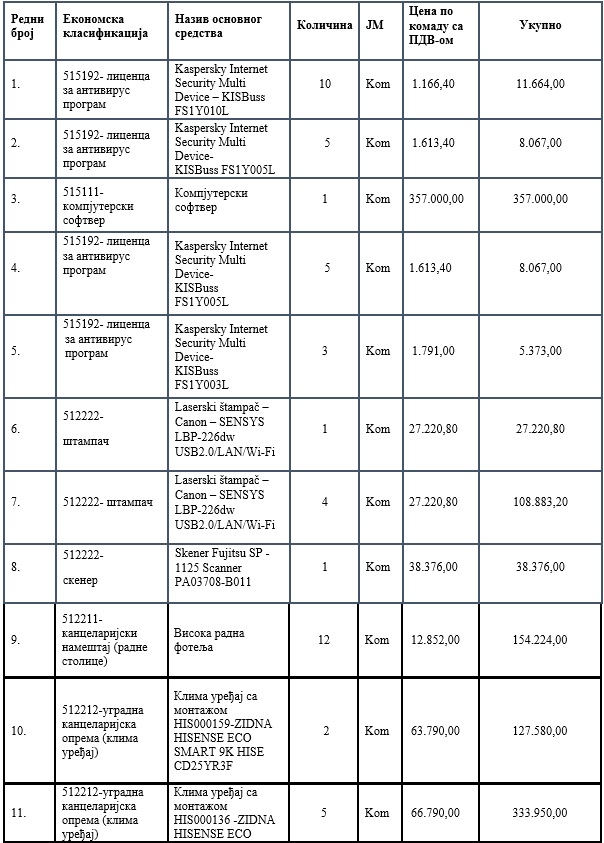 Редни број
Економска класификација
Назив основног средства
Количина
ЈМ
Цена по комаду са ПДВ-ом
Укупно
1.
515192- лиценца
за антивирус
програм
Kaspersky Internet
Security Multi
Device – KISBuss
FS1Y010L
10
Kom
1.166,40
11.664,00
2.
515192- лиценца
за антивирус
програм
Kaspersky Internet
Security Multi
Device-
KISBuss FS1Y005L
5
Kom
1.613,40
8.067,00
3.
515111-
компјутерски
софтвер
Компјутерски
софтвер
1
Kom
357.000,00
357.000,00
4.
515192- лиценца
за антивирус
програм
Kaspersky Internet
Security Multi
Device-
KISBuss
FS1Y005L
5
Kom
1.613,40
8.067,00
5.
515192- лиценца
за антивирус
програм
Kaspersky Internet
Security Multi
Device-
KISBuss
FS1Y003L
3
Kom
1.791,00
5.373,00
6.
512222-
штампач
Laserski štampač –
Canon – SENSYS
LBP-226dw
USB2.0/LAN/Wi-Fi
1
Kom
27.220,80
27.220,80
7.
512222- штампач
Laserski štampač –
Canon – SENSYS
LBP-226dw
USB2.0/LAN/Wi-Fi
4
Kom
27.220,80
108.883,20
8.
512222-
скенер
Skener Fujitsu SP -
1125 Scanner
PA03708-B011
1
Kom
38.376,00
38.376,00
9.
512211-
канцеларијски
намештај (радне
столице)
Висока радна
фотеља
12
Kom
12.852,00
154.224,00
10.
512212-уградна
канцеларијска
опрема (клима
уређај)
Клима уређај са
монтажом
HIS000159-ZIDNA
HISENSE ECO
SMART 9K HISE
CD25YR3F
2
Kom
63.790,00
127.580,00
11.
512212-уградна
канцеларијска
опрема (клима
уређај)
Клима уређај са
монтажом
HIS000136 -ZIDNA
HISENSE ECO
5
Kom
66.790,00
333.950,00